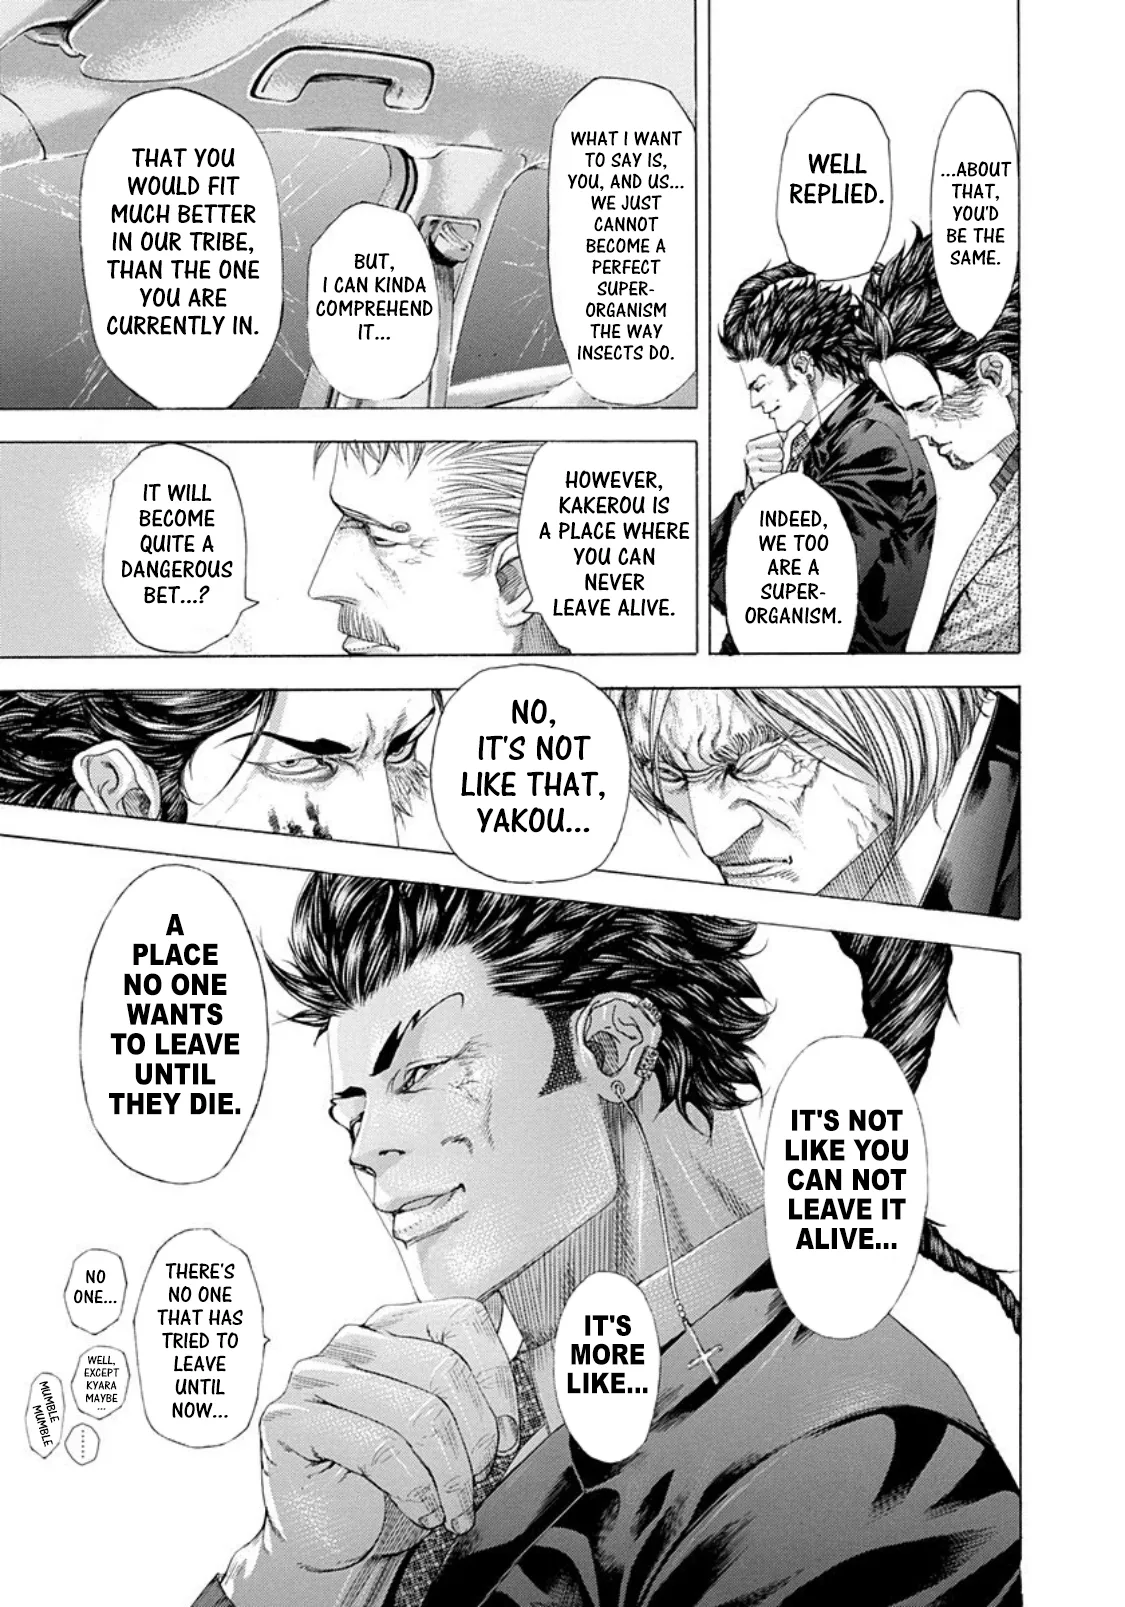 ...ABOUT
THAT,
YOU'D
BE THE
SAME.
WELL
REPLIED.
INDEED,
WE TOO
ARE A
SUPER-
ORGANISM.
WHAT I WANT
TO SAY IS,
YOU, AND US...
WE JUST
CANNOT
BECOME A
PERFECT
SUPER-
ORGANISM
THE WAY
INSECTS DO.
BUT,
I CAN KINDA
COMPREHEND
IT...
THAT YOU
WOULD FIT
MUCH BETTER
IN OUR TRIBE,
THAN THE ONE
YOU ARE
CURRENTLY IN.
HOWEVER,
KAKEROU IS
A PLACE WHERE
YOU CAN
NEVER
LEAVE ALIVE.
IT WILL
BECOME
QUITE A
DANGEROUS
BET...?
NO,
IT'S NOT
LIKE THAT,
YAKOU...
IT'S NOT
LIKE YOU
CAN NOT
LEAVE IT
ALIVE...
IT'S
MORE
LIKE...
A
PLACE
NO ONE
WANTS
TO LEAVE
UNTIL
THEY DIE.
THERE'S
NO ONE
THAT HAS
TRIED TO
LEAVE
UNTIL
NOW...
NO
ONE...
WELL,
EXCEPT
KYARA
MAYBE
...
......
MUMBLE
MUMBLE